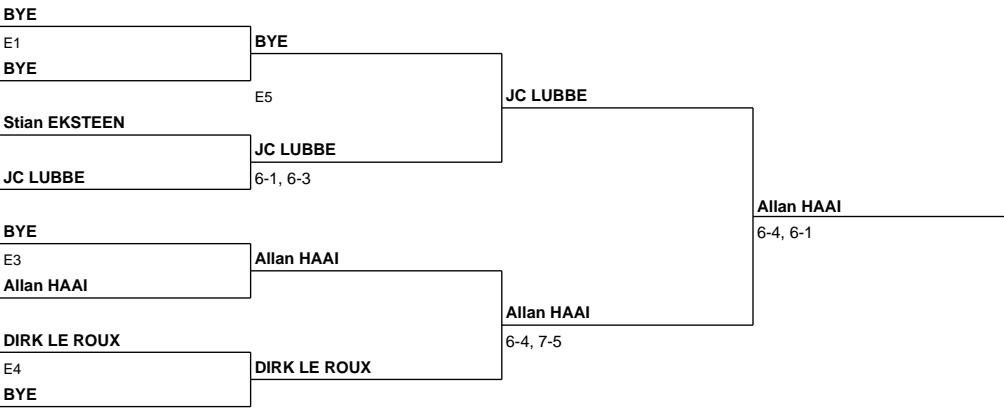 BYE
E1
BYE
BYE
E5
Stian EKSTEEN
JC LUBBE
JC LUBBE
6-1, 6-3
JC LUBBE
BYE
E3
Allan HAAI
Allan HAAI
DIRK LE ROUX
E4
BYE
DIRK LE ROUX
Allan HAAI
6-4, 7-5
Allan HAAI
6-4, 6-1